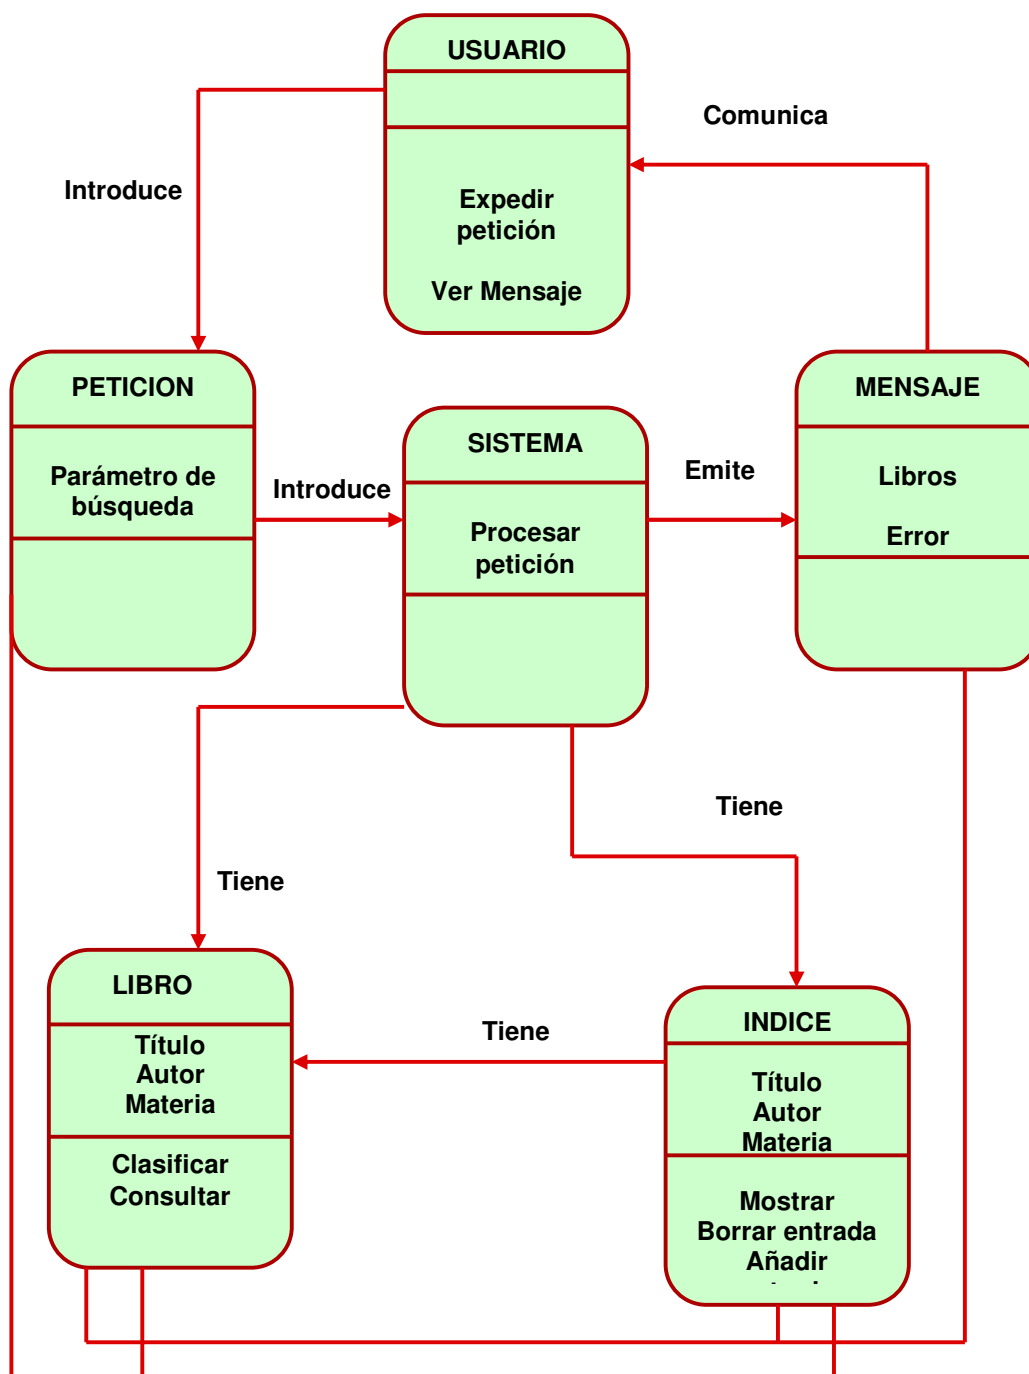 USUARIO
Comunica
Introduce
Expedir
petición
Ver Mensaje
PETICION
MENSAJE
SISTEMA
Parámetro de
búsqueda
Introduce
Emite
Libros
Error
Procesar
petición
Tiene
Tiene
LIBRO
INDICE
Tiene
Título
Autor
Materia
Título
Autor
Materia
Clasificar
Consultar
Mostrar
Borrar entrada
Añadir